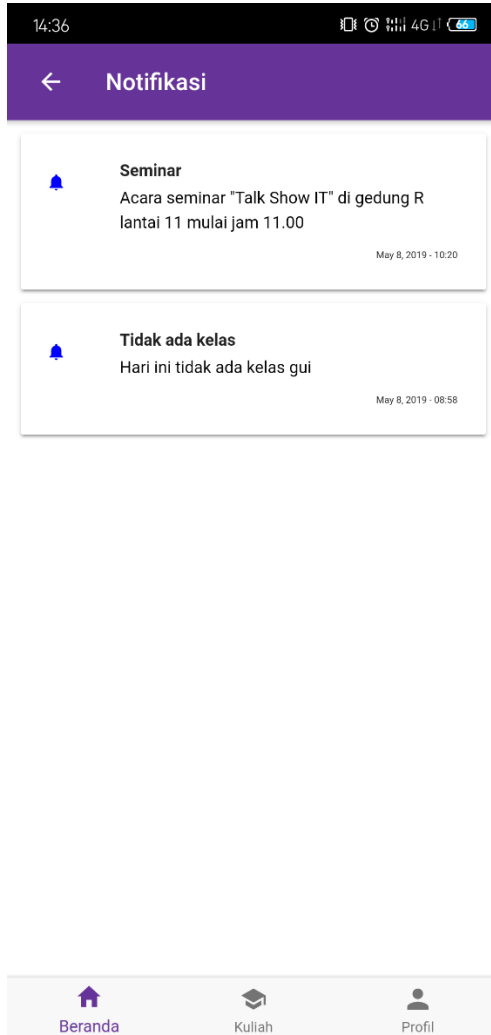 14:36
4G 66
Notifikasi
Seminar
Acara seminar "Talk Show IT" di gedung R
lantai 11 mulai jam 11.00
May 8, 2019 - 10:20
Tidak ada kelas
Hari ini tidak ada kelas gui
May 8, 2019 - 08:58
Beranda
Kuliah
Profil